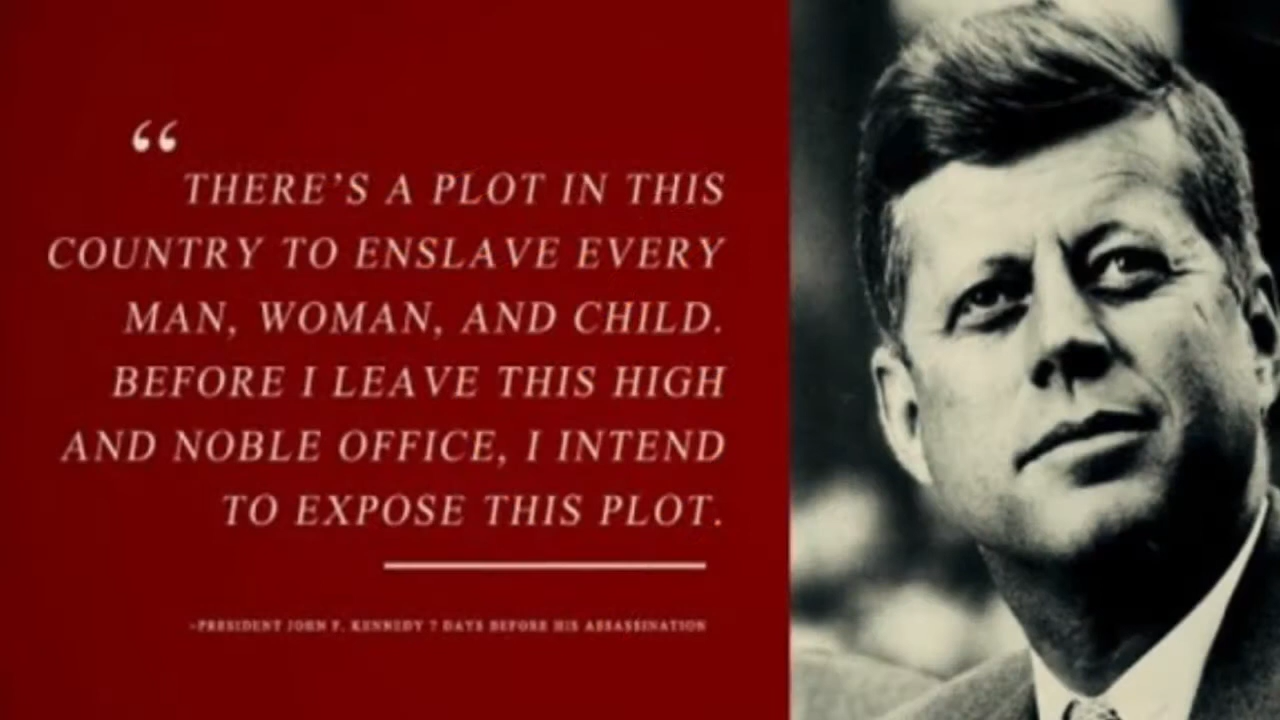 “
THERE’S A PLOT IN THIS
COUNTRY TO ENSLAVE EVERY
MAN, WOMAN, AND CHILD.
BEFORE I LEAVE THIS HIGH
AND NOBLE OFFICE, I INTEND
TO EXPOSE THIS PLOT.
-PRESIDENT JOHN F. KENNEDY 7 DAYS BEFORE HIS ASSASSINATION